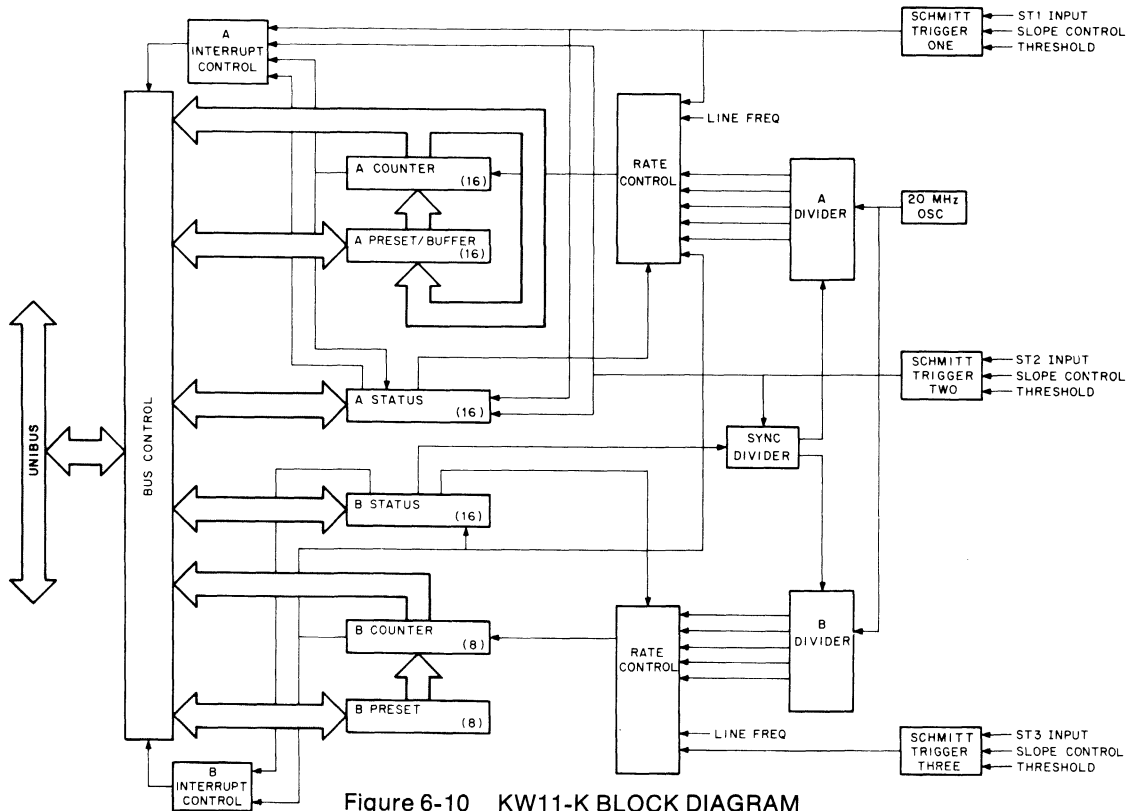 A
INTERRUPT
CONTROL
SCHMITT
TRIGGER
ONE
ST1 INPUT
SLOPE CONTROL
THRESHOLD
LINE FREQ
RATE
CONTROL
A COUNTER
(16)
A
DIVIDER
20 MHz
OSC
A PRESET/BUFFER
(16)
UNIBUS
BUS CONTROL
A STATUS
(16)
SCHMITT
TRIGGER
TWO
ST2 INPUT
SLOPE CONTROL
THRESHOLD
SYNC
DIVIDER
B STATUS
(16)
B COUNTER
(8)
RATE
CONTROL
B
DIVIDER
B PRESET
(8)
LINE FREQ
SCHMITT
TRIGGER
THREE
ST3 INPUT
SLOPE CONTROL
THRESHOLD
B
INTERRUPT
CONTROL
Figure 6-10 KW11-K BLOCK DIAGRAM